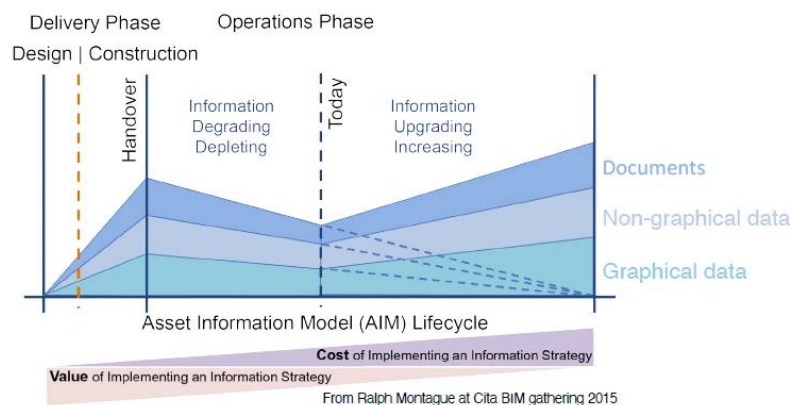 Delivery Phase
Operations Phase
Design | Construction
Handover
Information
Degrading
Depleting
Today
Information
Upgrading
Increasing
Documents
Non-graphical data
Graphical data
Asset Information Model (AIM) Lifecycle
Cost of Implementing an Information Strategy
Value of Implementing an Information Strategy
From Ralph Montague at Cita BIM gathering 2015